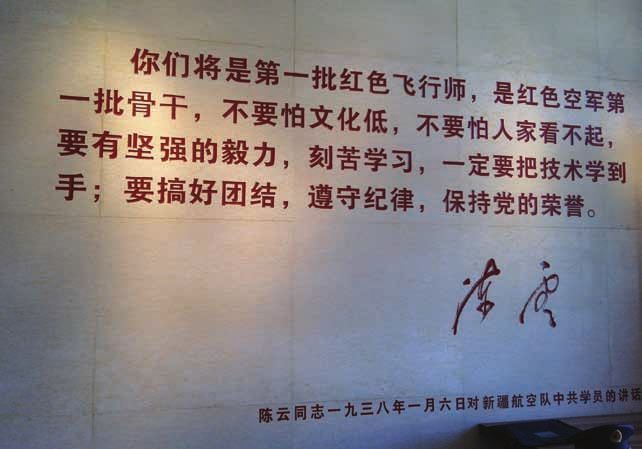 你们将是第一批红色飞行师，是红色空军第
一批骨干，不要怕文化低，不要怕人家看不起，
要有坚强的毅力，刻苦学习，一定要把技术学到
手；要搞好团结，遵守纪律，保持党的荣誉。
陈云
陈云同志一九三八年一月六日对新疆航空队中共学员的讲话